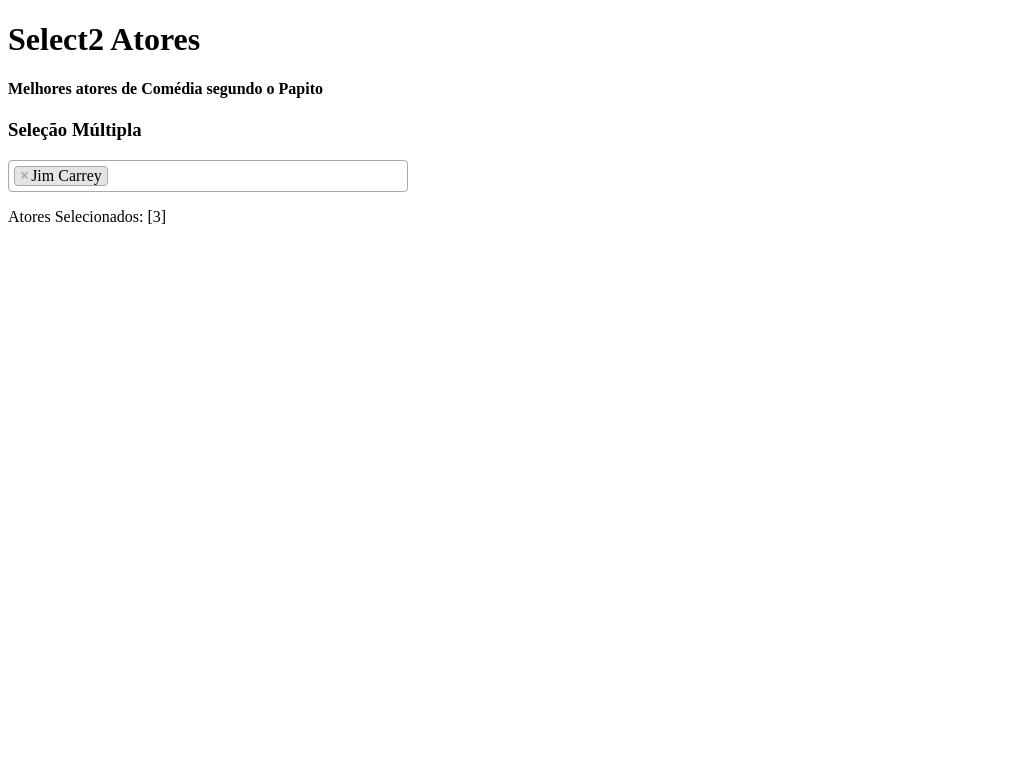 Select2 Atores
Melhores atores de Comédia segundo o Papito
Seleção Múltipla
×Jim Carrey
Atores Selecionados: [3]